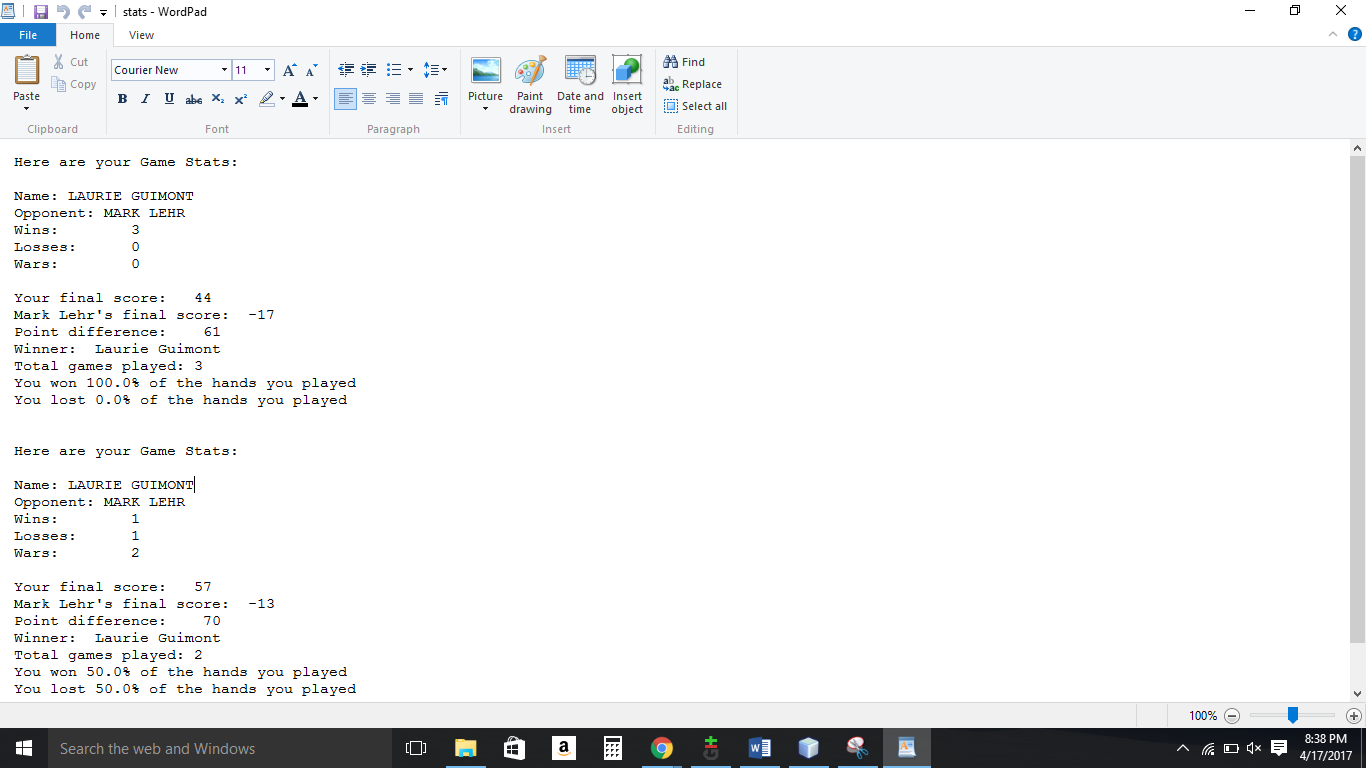 stats - WordPad
File Home View
Paste
Cut
Copy
Clipboard
Courier New 11
B I U abc X₂ X²
A
Font
Paragraph
Picture
Paint drawing
Date and time
Insert object
Insert
Find
Replace
Select all
Editing
Here are your Game Stats:
Name: LAURIE GUIMONT
Opponent: MARK LEHR
Wins: 3
Losses: 0
Wars: 0
Your final score: 44
Mark Lehr's final score: -17
Point difference: 61
Winner: Laurie Guimont
Total games played: 3
You won 100.0% of the hands you played
You lost 0.0% of the hands you played
Here are your Game Stats:
Name: LAURIE GUIMONT
Opponent: MARK LEHR
Wins: 1
Losses: 1
Wars: 2
Your final score: 57
Mark Lehr's final score: -13
Point difference: 70
Winner: Laurie Guimont
Total games played: 2
You won 50.0% of the hands you played
You lost 50.0% of the hands you played
100%
Search the web and Windows
8:38 PM
4/17/2017